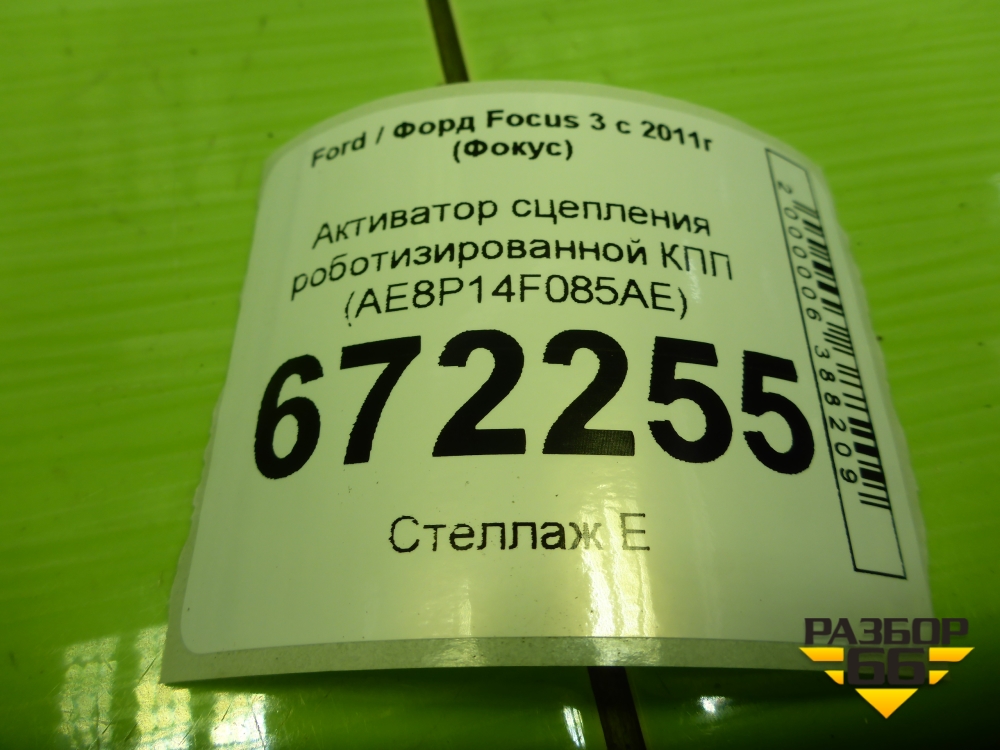 Ford / Форд Focus 3 с 2011г
(Фокус)
Активатор сцепления
роботизированной КПП
(AE8P14F085AE)
672255
Стеллаж Е
2000006388209
РАЗБОР
66